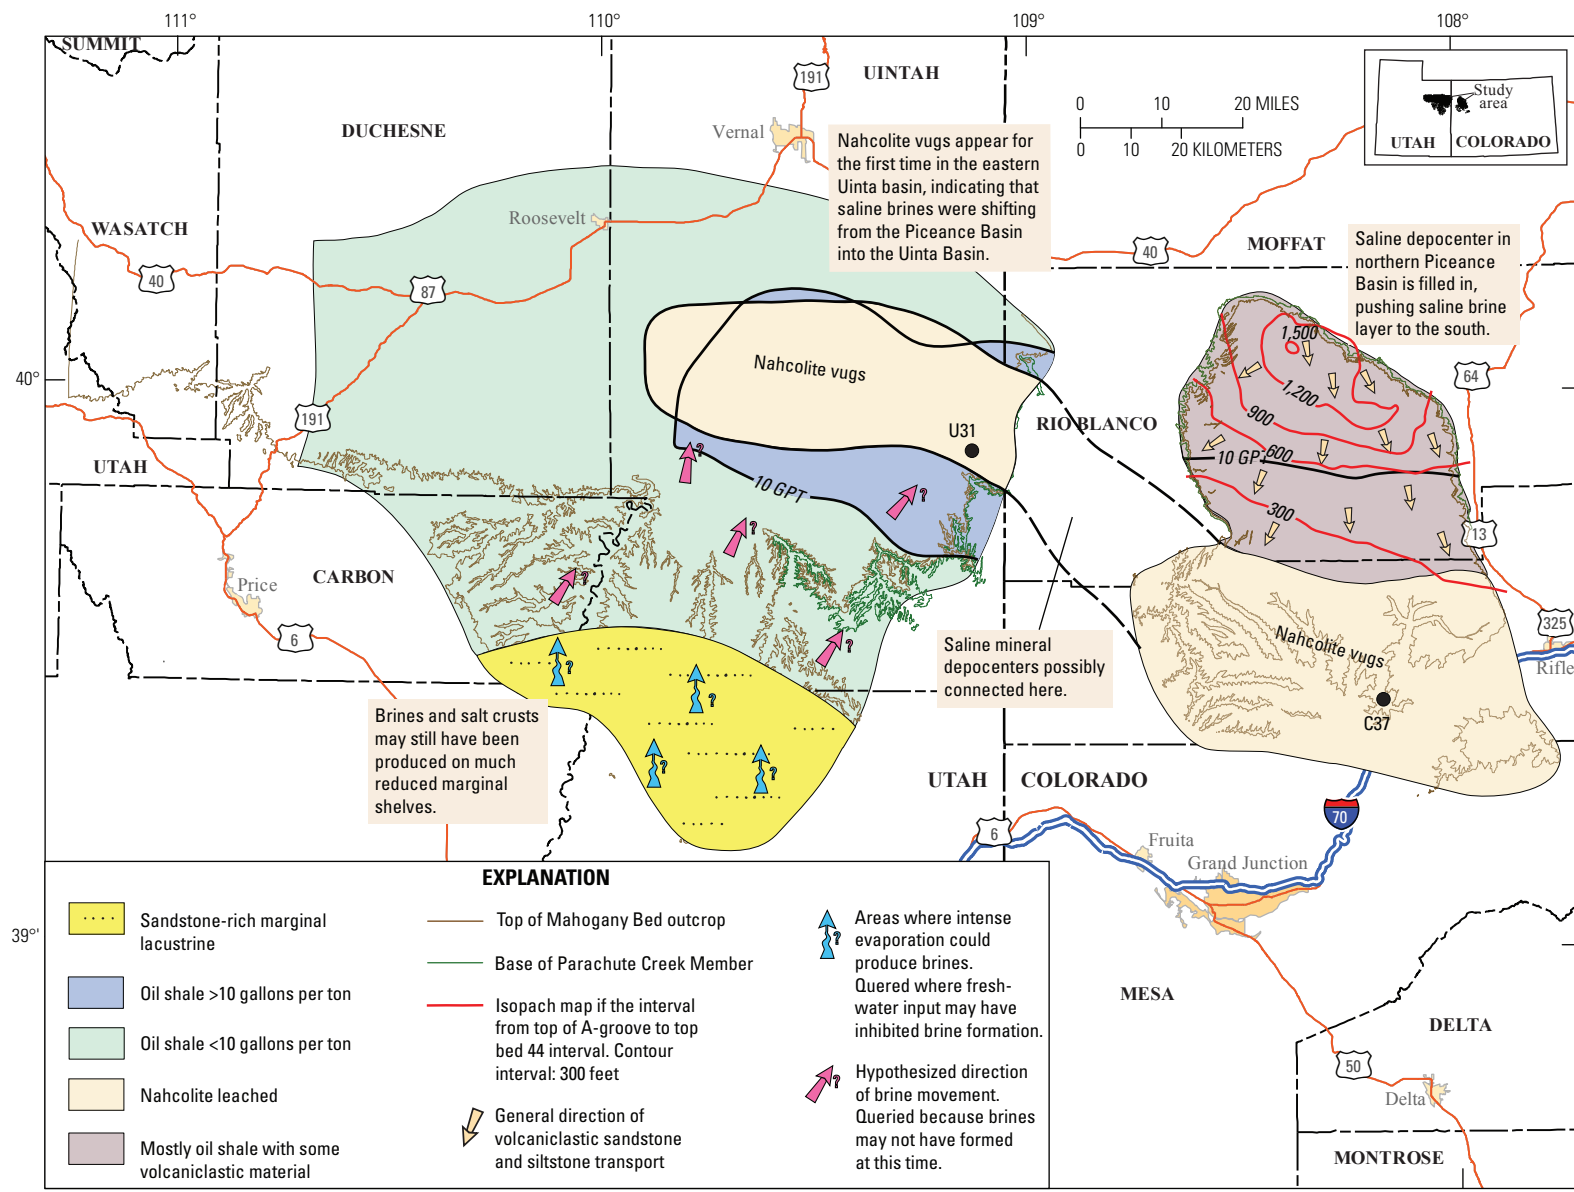 111°
110°
109°
108°
SUMMIT
DUCHESNE
UINTAH
191
Vernal
0 10 20 MILES
0 10 20 KILOMETERS
Study
area
UTAH
COLORADO
Nahcolite vugs appear for
the first time in the eastern
Uinta basin, indicating that
saline brines were shifting
from the Piceance Basin
into the Uinta Basin.
Roosevelt
WASATCH
40
87
40
MOFFAT
Saline depocenter in
northern Piceance
Basin is filled in,
pushing saline brine
layer to the south.
1,500
1,200
900
600
10 GPT
300
64
40°
191
Nahcolite vugs
U31
RIO BLANCO
UTAH
10 GPT
?
?
?
?
?
13
CARBON
Price
6
325
Rifle
Saline mineral
depocenters possibly
connected here.
Nahcolite vugs
C37
?
?
?
?
Brines and salt crusts
may still have been
produced on much
reduced marginal
shelves.
UTAH
COLORADO
6
70
Fruita
Grand Junction
39°'
MESA
DELTA
50
Delta
MONTROSE
EXPLANATION
Sandstone-rich marginal
lacustrine
Oil shale >10 gallons per ton
Oil shale <10 gallons per ton
Nahcolite leached
Mostly oil shale with some
volcaniclastic material
Top of Mahogany Bed outcrop
Base of Parachute Creek Member
Isopach map if the interval
from top of A-groove to top
bed 44 interval. Contour
interval: 300 feet
General direction of
volcaniclastic sandstone
and siltstone transport
?
Areas where intense
evaporation could
produce brines.
Quered where fresh-
water input may have
inhibited brine formation.
?
Hypothesized direction
of brine movement.
Queried because brines
may not have formed
at this time.